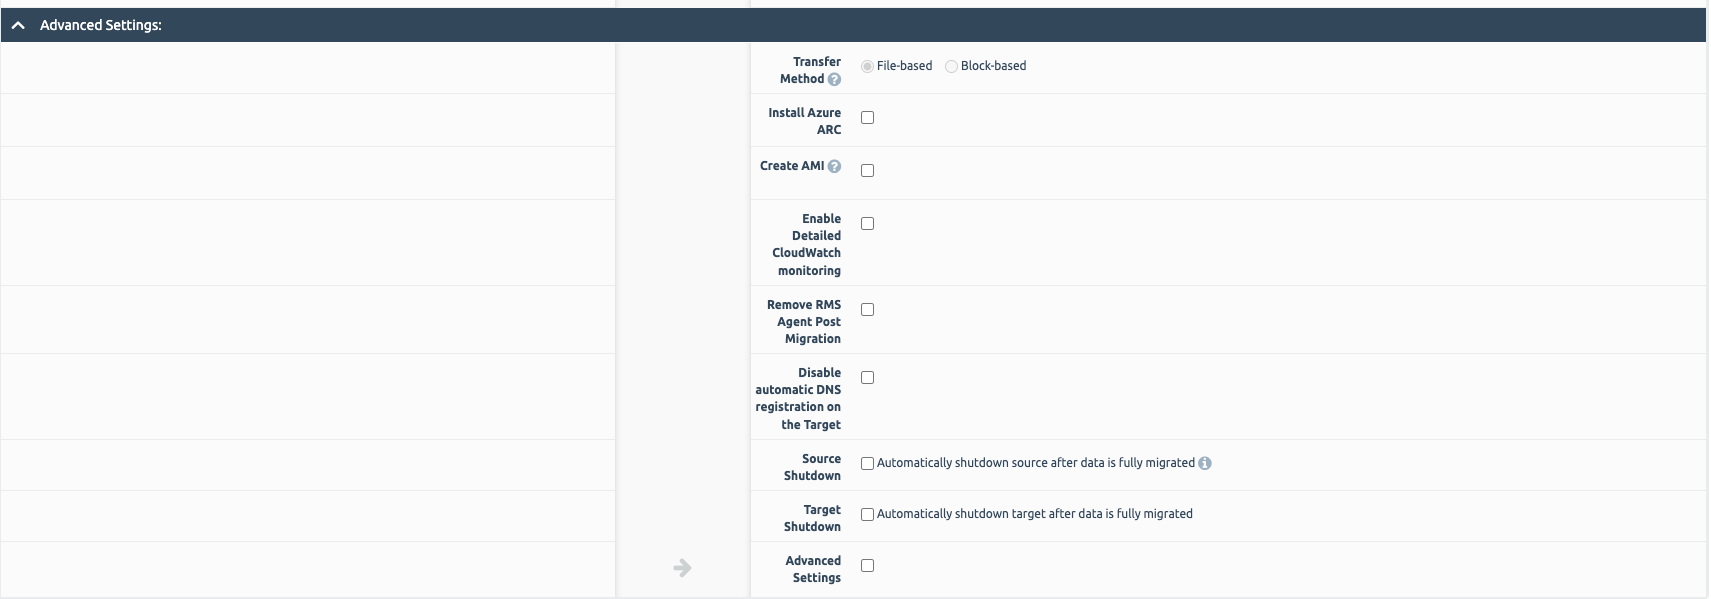 Advanced Settings:
Transfer
Method
File-based
Block-based
Install Azure
ARC
Create AMI
Enable
Detailed
CloudWatch
monitoring
Remove RMS
Agent Post
Migration
Disable
automatic DNS
registration on
the Target
Source
Shutdown
Automatically shutdown source after data is fully migrated
Target
Shutdown
Automatically shutdown target after data is fully migrated
Advanced
Settings